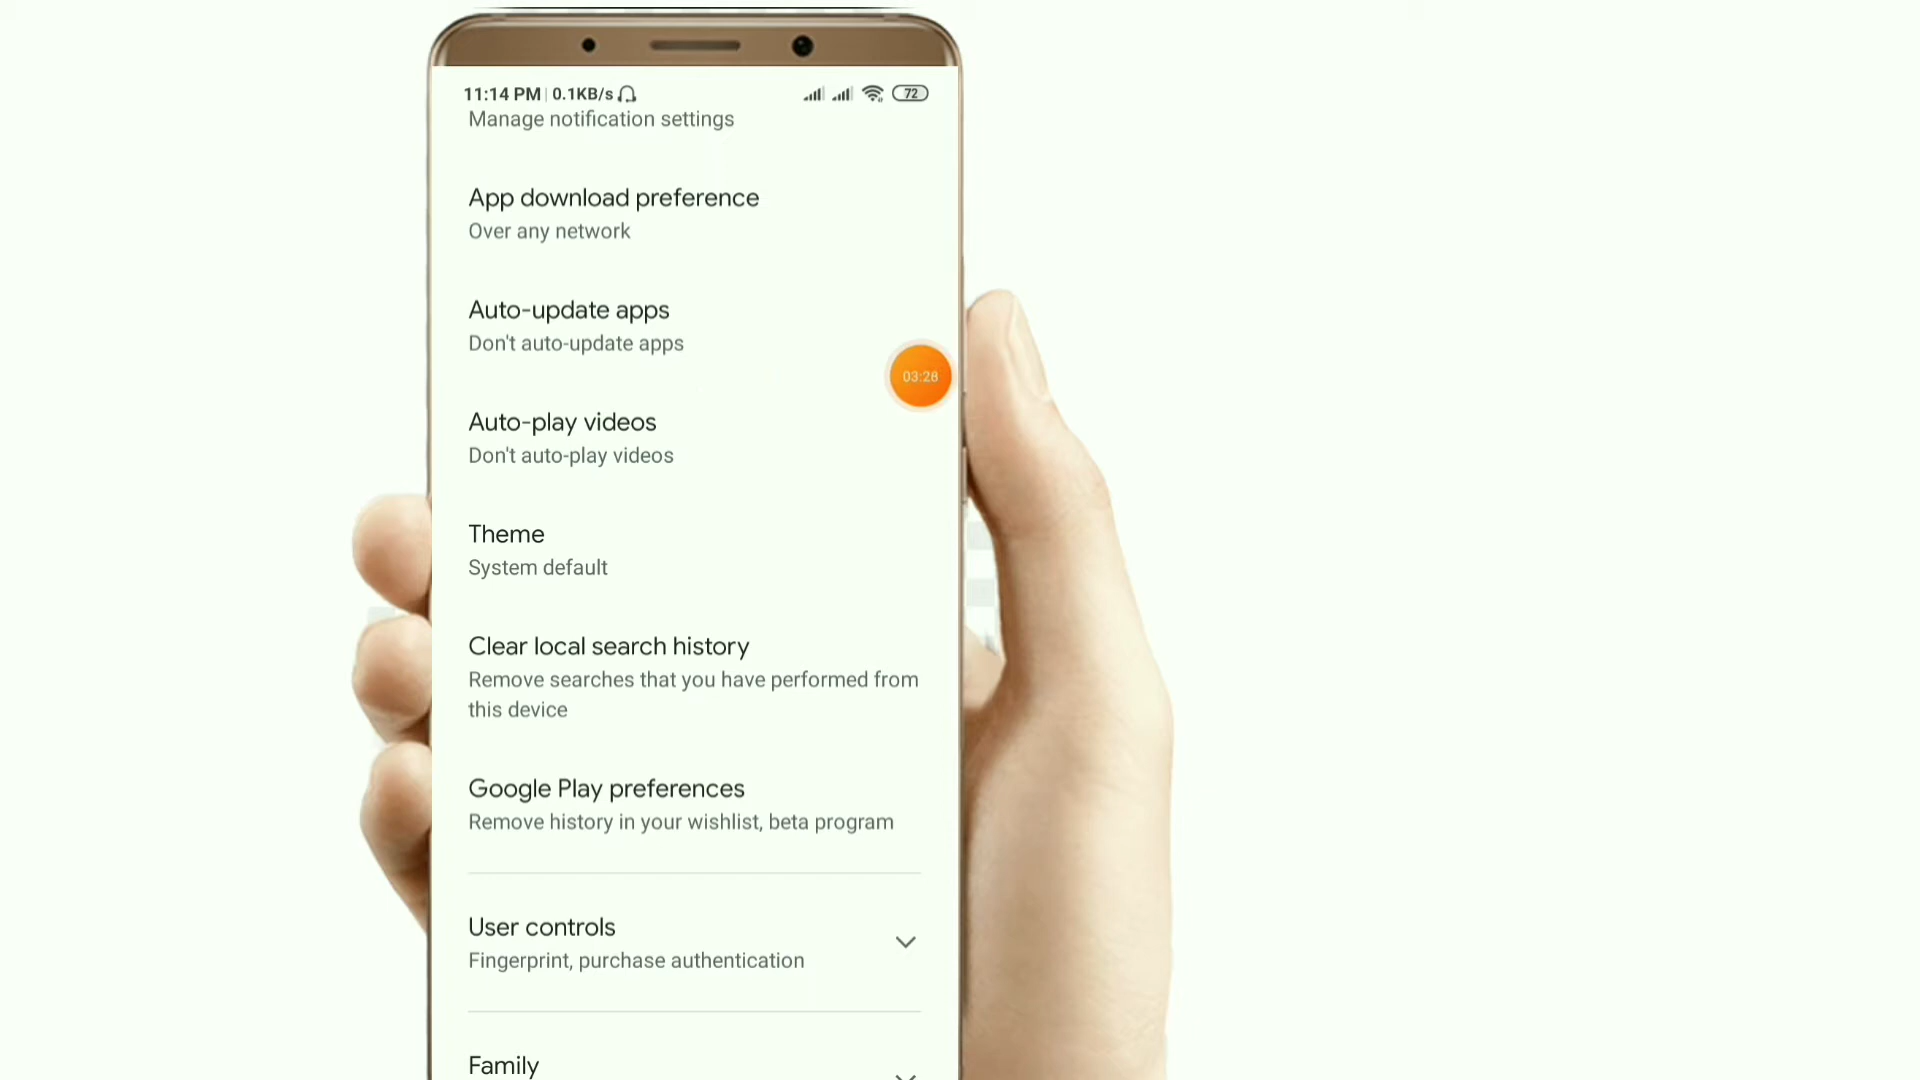 11:14 PM | 0.1KB/s 72
Manage notification settings
App download preference
Over any network
Auto-update apps
Don't auto-update apps
03:28
Auto-play videos
Don't auto-play videos
Theme
System default
Clear local search history
Remove searches that you have performed from
this device
Google Play preferences
Remove history in your wishlist, beta program
User controls
Fingerprint, purchase authentication
Family